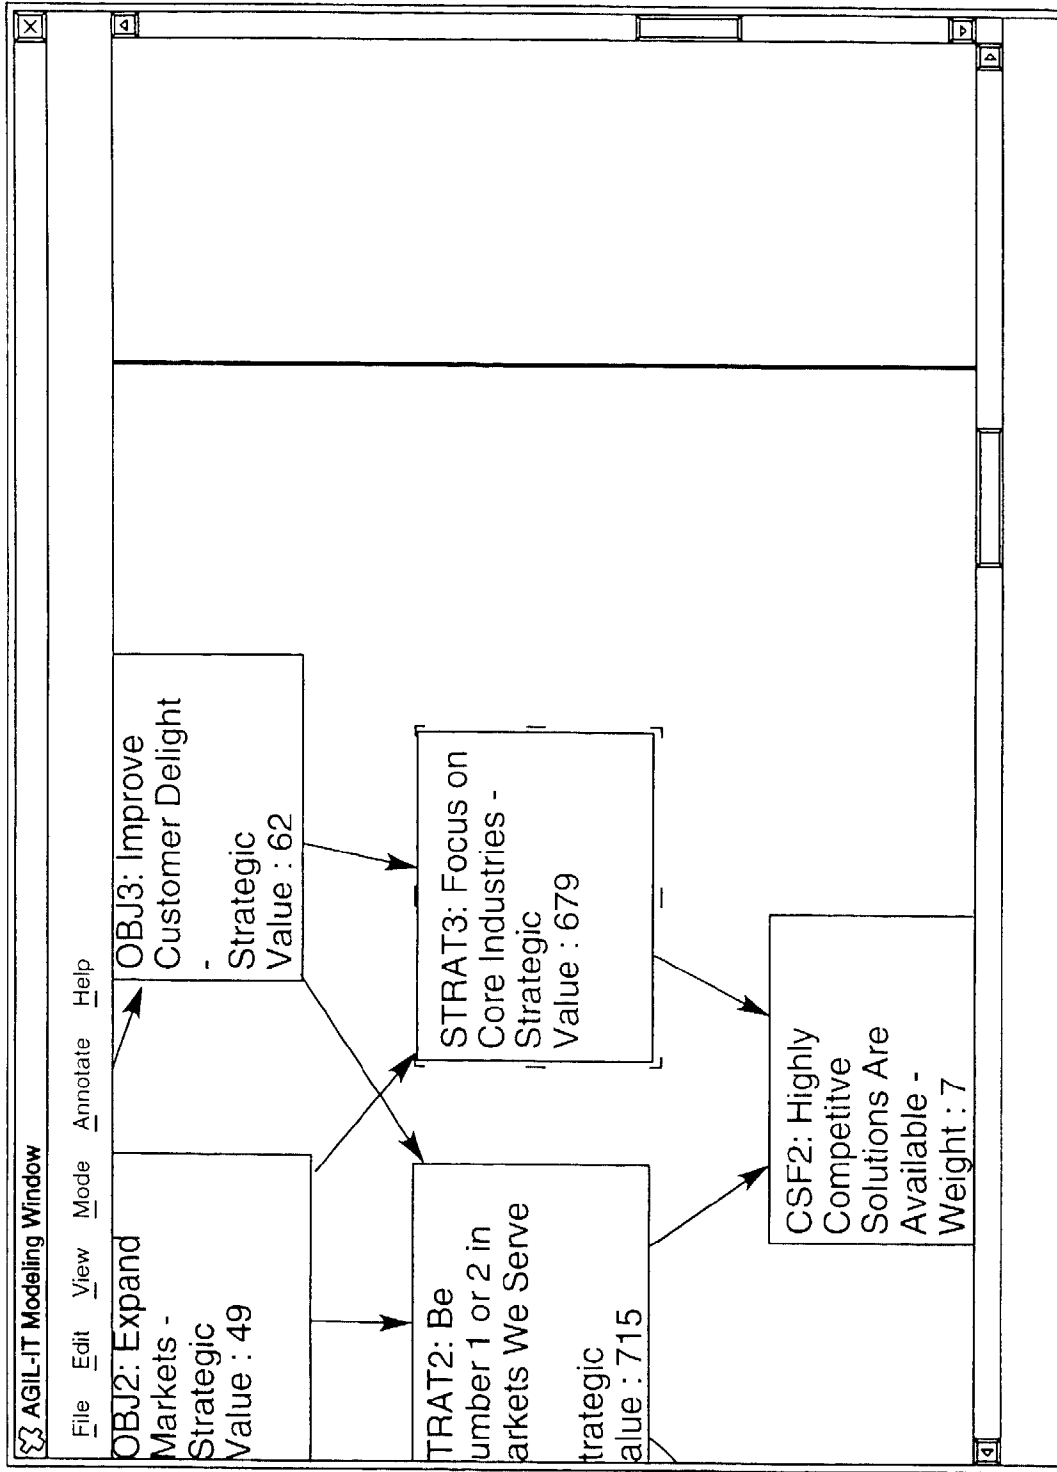 AGIL-IT Modeling Window
File Edit View Mode Annotate Help
OBJ2: Expand
Markets -
Strategic
Value : 49
OBJ3: Improve
Customer Delight
-
Strategic
Value : 62
TRAT2: Be
umber 1 or 2 in
arkets We Serve
trategic
alue : 715
STRAT3: Focus on
Core Industries -
Strategic
Value : 679
CSF2: Highly
Competitve
Solutions Are
Available -
Weight : 7